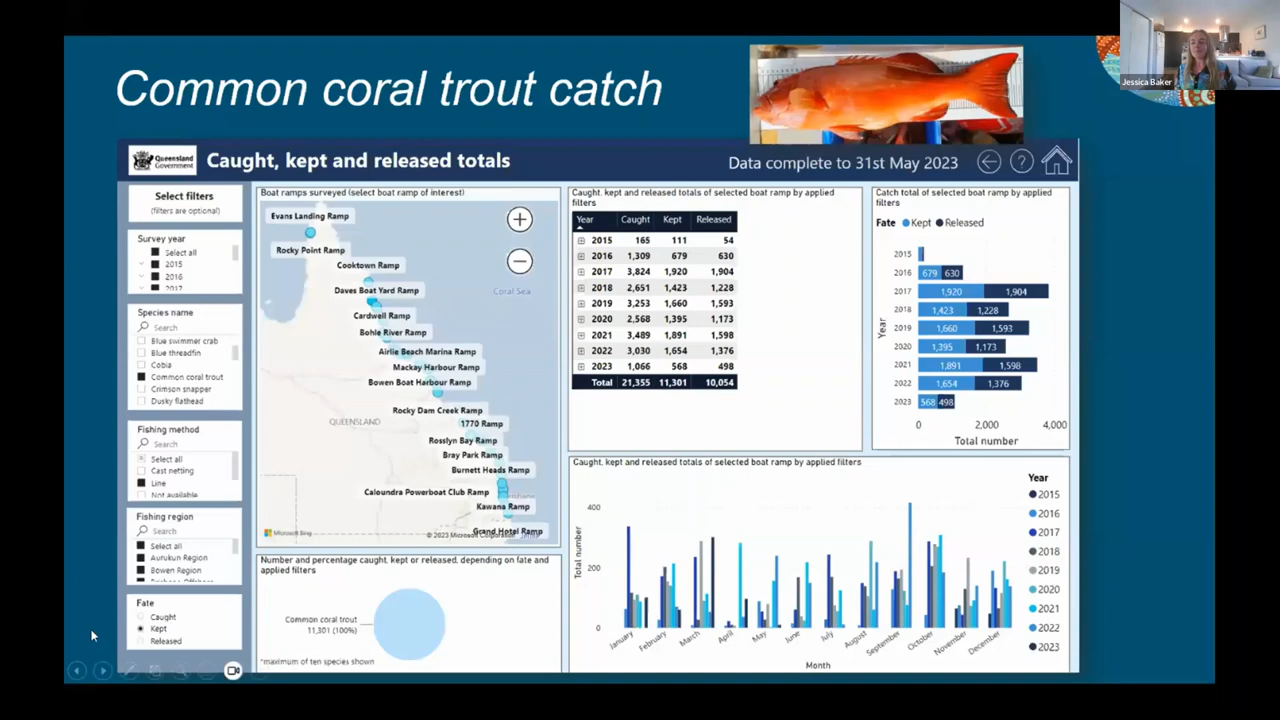 Jessica Baker
Common coral trout catch
Queensland
Government
Caught, kept and released totals
Data complete to 31st May 2023
Select filters
(filters are optional)
Survey year
Select all
2015
2016
2017
Species name
Search
Blue swimmer crab
Blue threadfin
Cobia
Common coral trout
Crimson snapper
Dusky flathead
Fishing method
Search
Select all
Cast netting
Line
Not available
Fishing region
Search
Select all
Aurukun Region
Bowen Region
Brisbane Offshore
Fate
Caught
Kept
Released
Boat ramps surveyed (select boat ramp of interest)
Evans Landing Ramp
Rocky Point Ramp
Cooktown Ramp
Coral Sea
Daves Boat Yard Ramp
Cardwell Ramp
Bohle River Ramp
Airlie Beach Marina Ramp
Mackay Harbour Ramp
Bowen Boat Harbour Ramp
Rocky Dam Creek Ramp
QUEENSLAND
1770 Ramp
Rosslyn Bay Ramp
Bray Park Ramp
Burnett Heads Ramp
Caloundra Powerboat Club Ramp
Kawana Ramp
Grand Hotel Ramp
Microsoft Bing
© 2023 Microsoft Corporation
Number and percentage caught, kept or released, depending on fate and
applied filters
Common coral trout
11,301 (100%)
*maximum of ten species shown
Caught, kept and released totals of selected boat ramp by applied
filters
Year Caught Kept Released
2015 165 111 54
2016 1,309 679 630
2017 3,824 1,920 1,904
2018 2,651 1,423 1,228
2019 3,253 1,660 1,593
2020 2,568 1,395 1,173
2021 3,489 1,891 1,598
2022 3,030 1,654 1,376
2023 1,066 568 498
Total 21,355 11,301 10,054
Catch total of selected boat ramp by applied
filters
Fate Kept Released
Year
2015
2016 679 630
2017 1,920 1,904
2018 1,423 1,228
2019 1,660 1,593
2020 1,395 1,173
2021 1,891 1,598
2022 1,654 1,376
2023 568 498
0 2,000 4,000
Total number
Caught, kept and released totals of selected boat ramp by applied filters
Total number
400
200
0
January February March April May June July August September October November December
Month
Year
2015
2016
2017
2018
2019
2020
2021
2022
2023